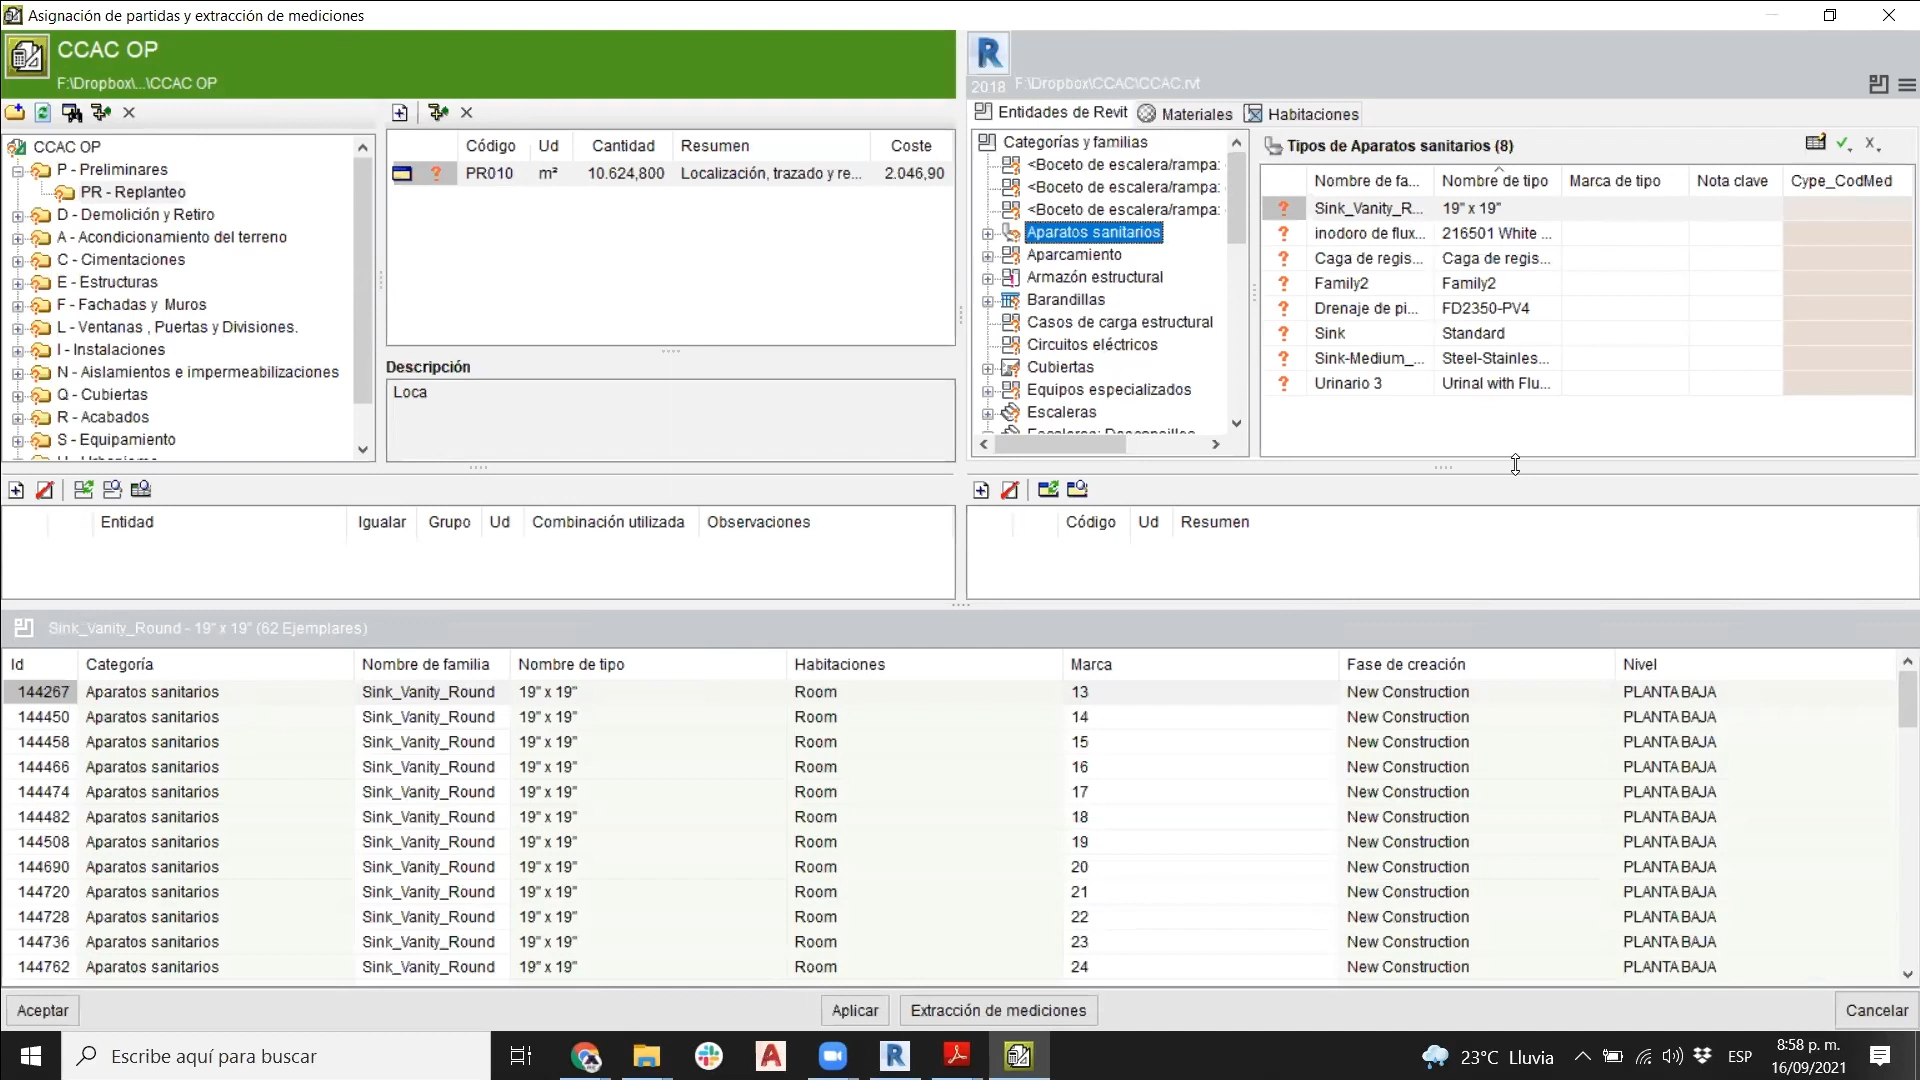 Asignación de partidas y extracción de mediciones
CCAC OP
F:\Dropbox\...\CCAC OP
2018 F:\Dropbox\CCAC\CCAC.rvt
CCAC OP
P - Preliminares
PR - Replanteo
D - Demolición y Retiro
A - Acondicionamiento del terreno
C - Cimentaciones
E - Estructuras
F - Fachadas y Muros
L - Ventanas , Puertas y Divisiones.
I - Instalaciones
N - Aislamientos e impermeabilizaciones
Q - Cubiertas
R - Acabados
S - Equipamiento
Código Ud Cantidad Resumen Coste
? PR010 m² 10.624,800 Localización, trazado y re... 2.046,90
Descripción
Loca
Entidades de Revit Materiales Habitaciones
Categorías y familias
<Boceto de escalera/rampa:
<Boceto de escalera/rampa:
<Boceto de escalera/rampa:
Aparatos sanitarios
Aparcamiento
Armazón estructural
Barandillas
Casos de carga estructural
Circuitos eléctricos
Cubiertas
Equipos especializados
Escaleras
Tipos de Aparatos sanitarios (8)
Nombre de fa... Nombre de tipo Marca de tipo Nota clave Cype_CodMed
? Sink_Vanity_R... 19" x 19"
? inodoro de flux... 216501 White ...
? Caga de regis... Caga de regis...
? Family2 Family2
? Drenaje de pi... FD2350-PV4
? Sink Standard
? Sink-Medium_... Steel-Stainles...
? Urinario 3 Urinal with Flu...
Entidad Igualar Grupo Ud Combinación utilizada Observaciones
Código Ud Resumen
Sink_Vanity_Round - 19" x 19" (62 Ejemplares)
Id Categoría Nombre de familia Nombre de tipo Habitaciones Marca Fase de creación Nivel
144267 Aparatos sanitarios Sink_Vanity_Round 19" x 19" Room 13 New Construction PLANTA BAJA
144450 Aparatos sanitarios Sink_Vanity_Round 19" x 19" Room 14 New Construction PLANTA BAJA
144458 Aparatos sanitarios Sink_Vanity_Round 19" x 19" Room 15 New Construction PLANTA BAJA
144466 Aparatos sanitarios Sink_Vanity_Round 19" x 19" Room 16 New Construction PLANTA BAJA
144474 Aparatos sanitarios Sink_Vanity_Round 19" x 19" Room 17 New Construction PLANTA BAJA
144482 Aparatos sanitarios Sink_Vanity_Round 19" x 19" Room 18 New Construction PLANTA BAJA
144508 Aparatos sanitarios Sink_Vanity_Round 19" x 19" Room 19 New Construction PLANTA BAJA
144690 Aparatos sanitarios Sink_Vanity_Round 19" x 19" Room 20 New Construction PLANTA BAJA
144720 Aparatos sanitarios Sink_Vanity_Round 19" x 19" Room 21 New Construction PLANTA BAJA
144728 Aparatos sanitarios Sink_Vanity_Round 19" x 19" Room 22 New Construction PLANTA BAJA
144736 Aparatos sanitarios Sink_Vanity_Round 19" x 19" Room 23 New Construction PLANTA BAJA
144762 Aparatos sanitarios Sink_Vanity_Round 19" x 19" Room 24 New Construction PLANTA BAJA
Aceptar Aplicar Extracción de mediciones Cancelar
Escribe aquí para buscar
23°C Lluvia
ESP
8:58 p. m.
16/09/2021